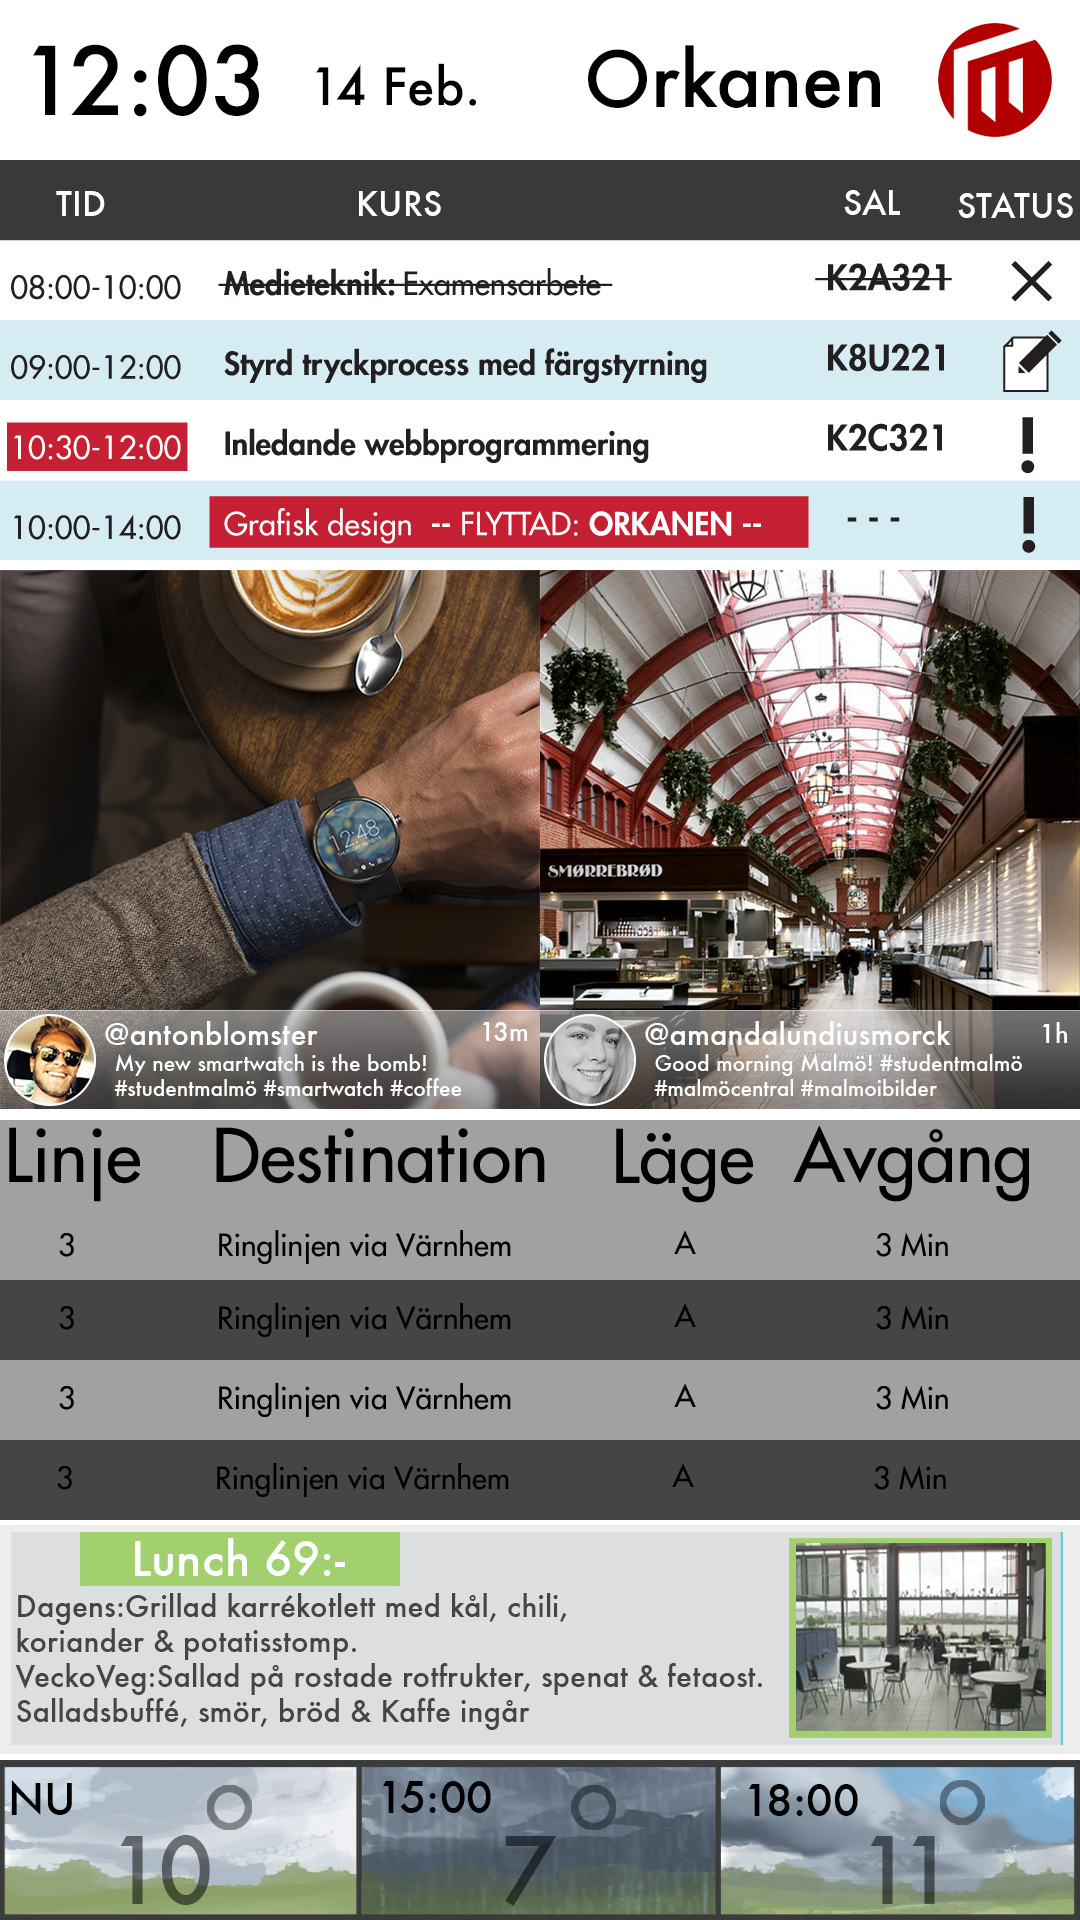 12:03 14 Feb. Orkanen
TID KURS SAL STATUS
08:00-10:00 Medieteknik: Examensarbete K2A321
09:00-12:00 Styrd tryckprocess med färgstyrning K8U221
10:30-12:00 Inledande webbprogrammering K2C321
10:00-14:00 Grafisk design -- FLYTTAD: ORKANEN -- - - -
12:48
SMØRREBRØD
@antonblomster 13m
My new smartwatch is the bomb!
#studentmalmö #smartwatch #coffee
@amandalundiusmorck 1h
Good morning Malmö! #studentmalmö
#malmöcentral #malmoibilder
Linje Destination Läge Avgång
3 Ringlinjen via Värnhem A 3 Min
3 Ringlinjen via Värnhem A 3 Min
3 Ringlinjen via Värnhem A 3 Min
3 Ringlinjen via Värnhem A 3 Min
Lunch 69:-
Dagens:Grillad karrékotlett med kål, chili,
koriander & potatisstomp.
VeckoVeg:Sallad på rostade rotfrukter, spenat & fetaost.
Salladsbuffé, smör, bröd & Kaffe ingår
NU 15:00 18:00
10 7 11